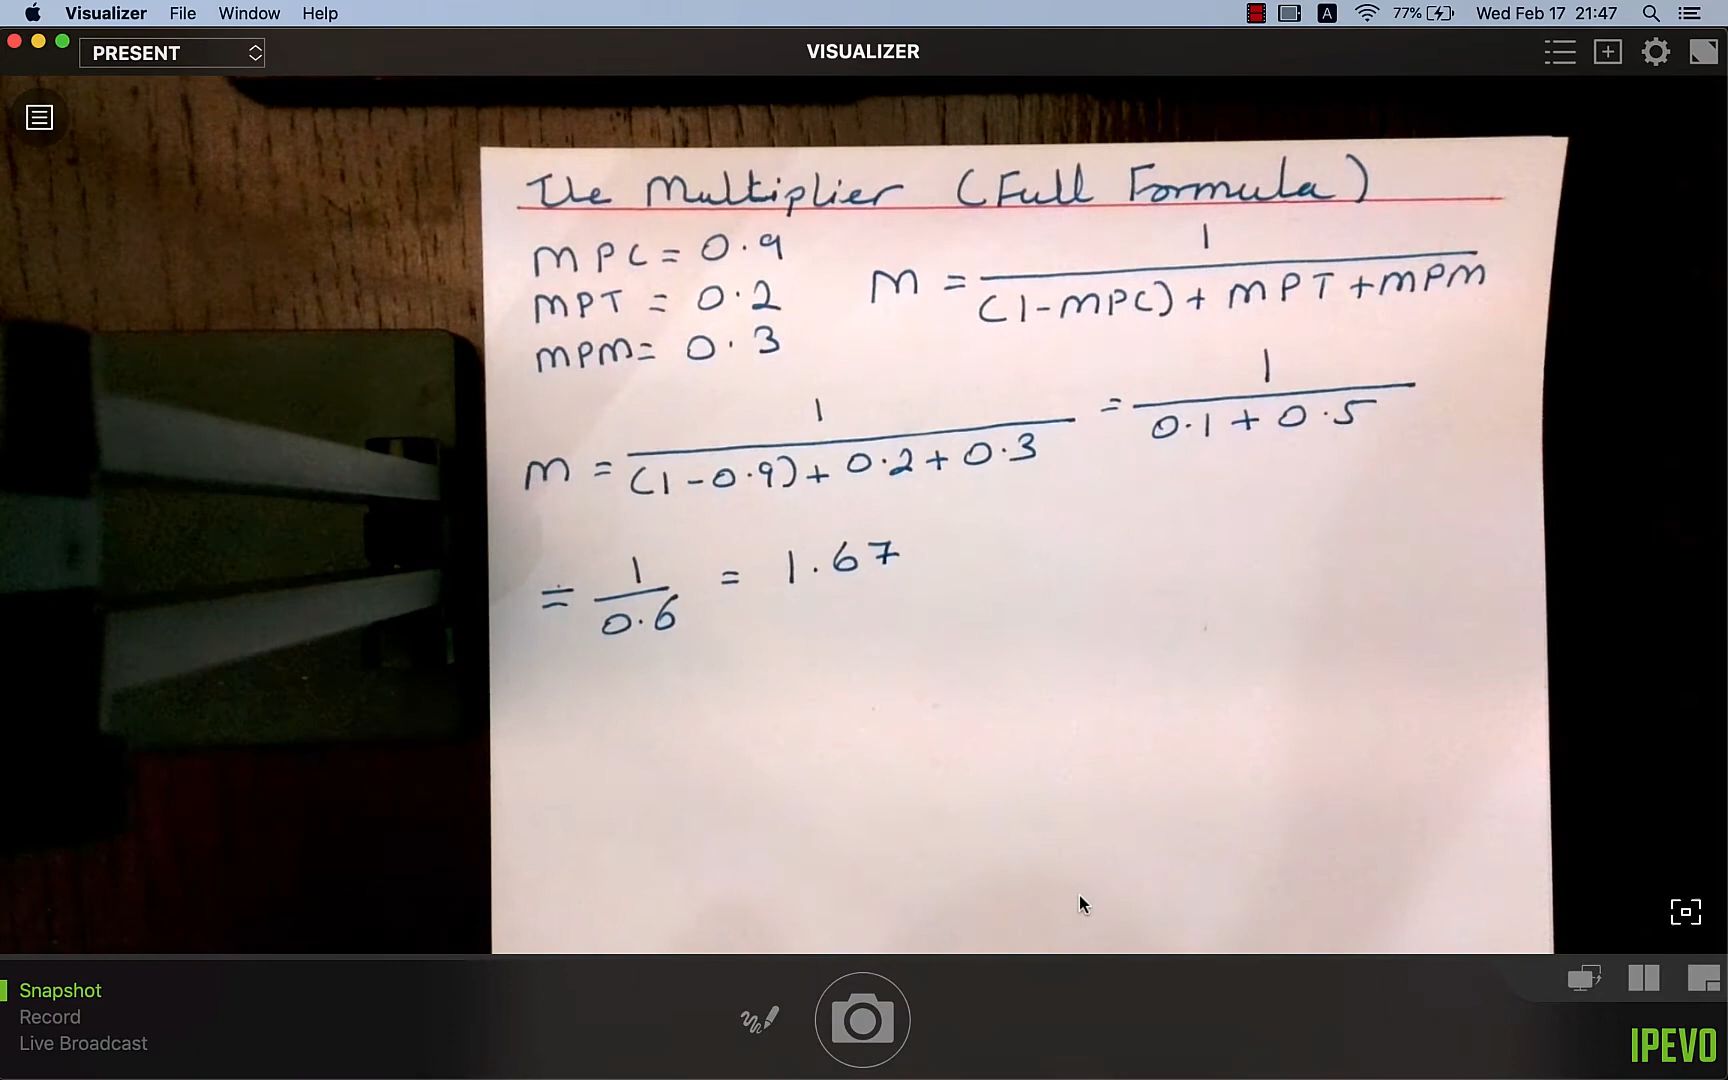 Visualizer File Window Help A 77% Wed Feb 17 21:47
PRESENT VISUALIZER
The Multiplier (Full Formula)
MPC = 0.9
MPT = 0.2
MPM = 0.3
M = 1 / (1-MPC) + MPT + MPM
M = 1 / (1-0.9) + 0.2 + 0.3 = 1 / 0.1 + 0.5
= 1 / 0.6 = 1.67
Snapshot
Record
Live Broadcast
IPEVO